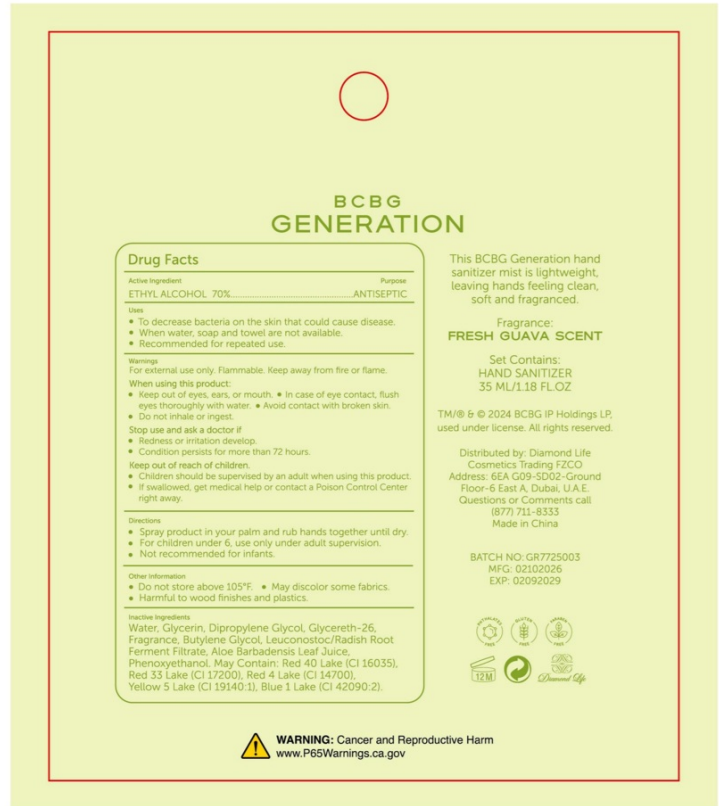 BCBG
GENERATION
Drug Facts
Active Ingredient Purpose
ETHYL ALCOHOL 70%..........................................ANTISEPTIC
Uses
• To decrease bacteria on the skin that could cause disease.
• When water, soap and towel are not available.
• Recommended for repeated use.
Warnings
For external use only. Flammable. Keep away from fire or flame.
When using this product:
• Keep out of eyes, ears, or mouth. • In case of eye contact, flush
eyes thoroughly with water. • Avoid contact with broken skin.
• Do not inhale or ingest.
Stop use and ask a doctor if
• Redness or irritation develop.
• Condition persists for more than 72 hours.
Keep out of reach of children.
• Children should be supervised by an adult when using this product.
• If swallowed, get medical help or contact a Poison Control Center
right away.
Directions
• Spray product in your palm and rub hands together until dry.
• For children under 6, use only under adult supervision.
• Not recommended for infants.
Other Information
• Do not store above 105°F. • May discolor some fabrics.
• Harmful to wood finishes and plastics.
Inactive Ingredients
Water, Glycerin, Dipropylene Glycol, Glycereth-26,
Fragrance, Butylene Glycol, Leuconostoc/Radish Root
Ferment Filtrate, Aloe Barbadensis Leaf Juice,
Phenoxyethanol. May Contain: Red 40 Lake (CI 16035),
Red 33 Lake (CI 17200), Red 4 Lake (CI 14700),
Yellow 5 Lake (CI 19140:1), Blue 1 Lake (CI 42090:2).
This BCBG Generation hand
sanitizer mist is lightweight,
leaving hands feeling clean,
soft and fragranced.
Fragrance:
FRESH GUAVA SCENT
Set Contains:
HAND SANITIZER
35 ML/1.18 FL.OZ
TM/® & © 2024 BCBG IP Holdings LP,
used under license. All rights reserved.
Distributed by: Diamond Life
Cosmetics Trading FZCO
Address: 6EA G09-SD02-Ground
Floor-6 East A, Dubai, U.A.E.
Questions or Comments call
(877) 711-8333
Made in China
BATCH NO: GR7725003
MFG: 02102026
EXP: 02092029
PHTHALATES FREE
GLUTEN FREE
PARABEN FREE
12M
Diamond Life
WARNING: Cancer and Reproductive Harm
www.P65Warnings.ca.gov